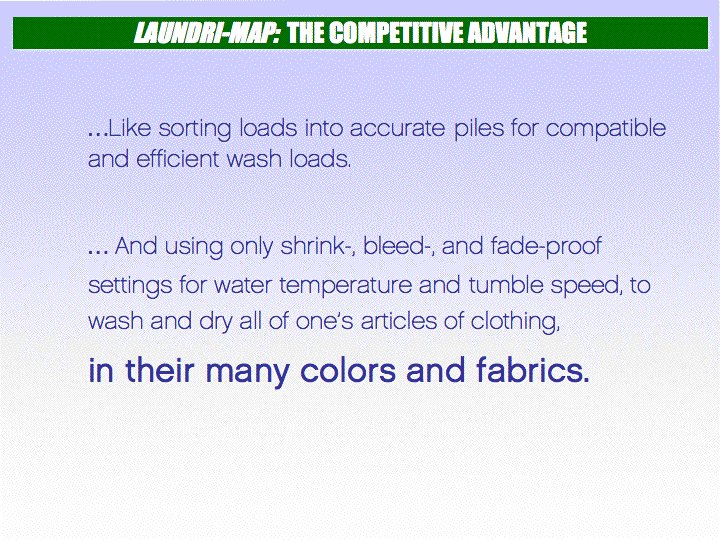 LAUNDRI-MAP: THE COMPETITIVE ADVANTAGE
...Like sorting loads into accurate piles for compatible
and efficient wash loads.
... And using only shrink-, bleed-, and fade-proof
settings for water temperature and tumble speed, to
wash and dry all of one's articles of clothing,
in their many colors and fabrics.